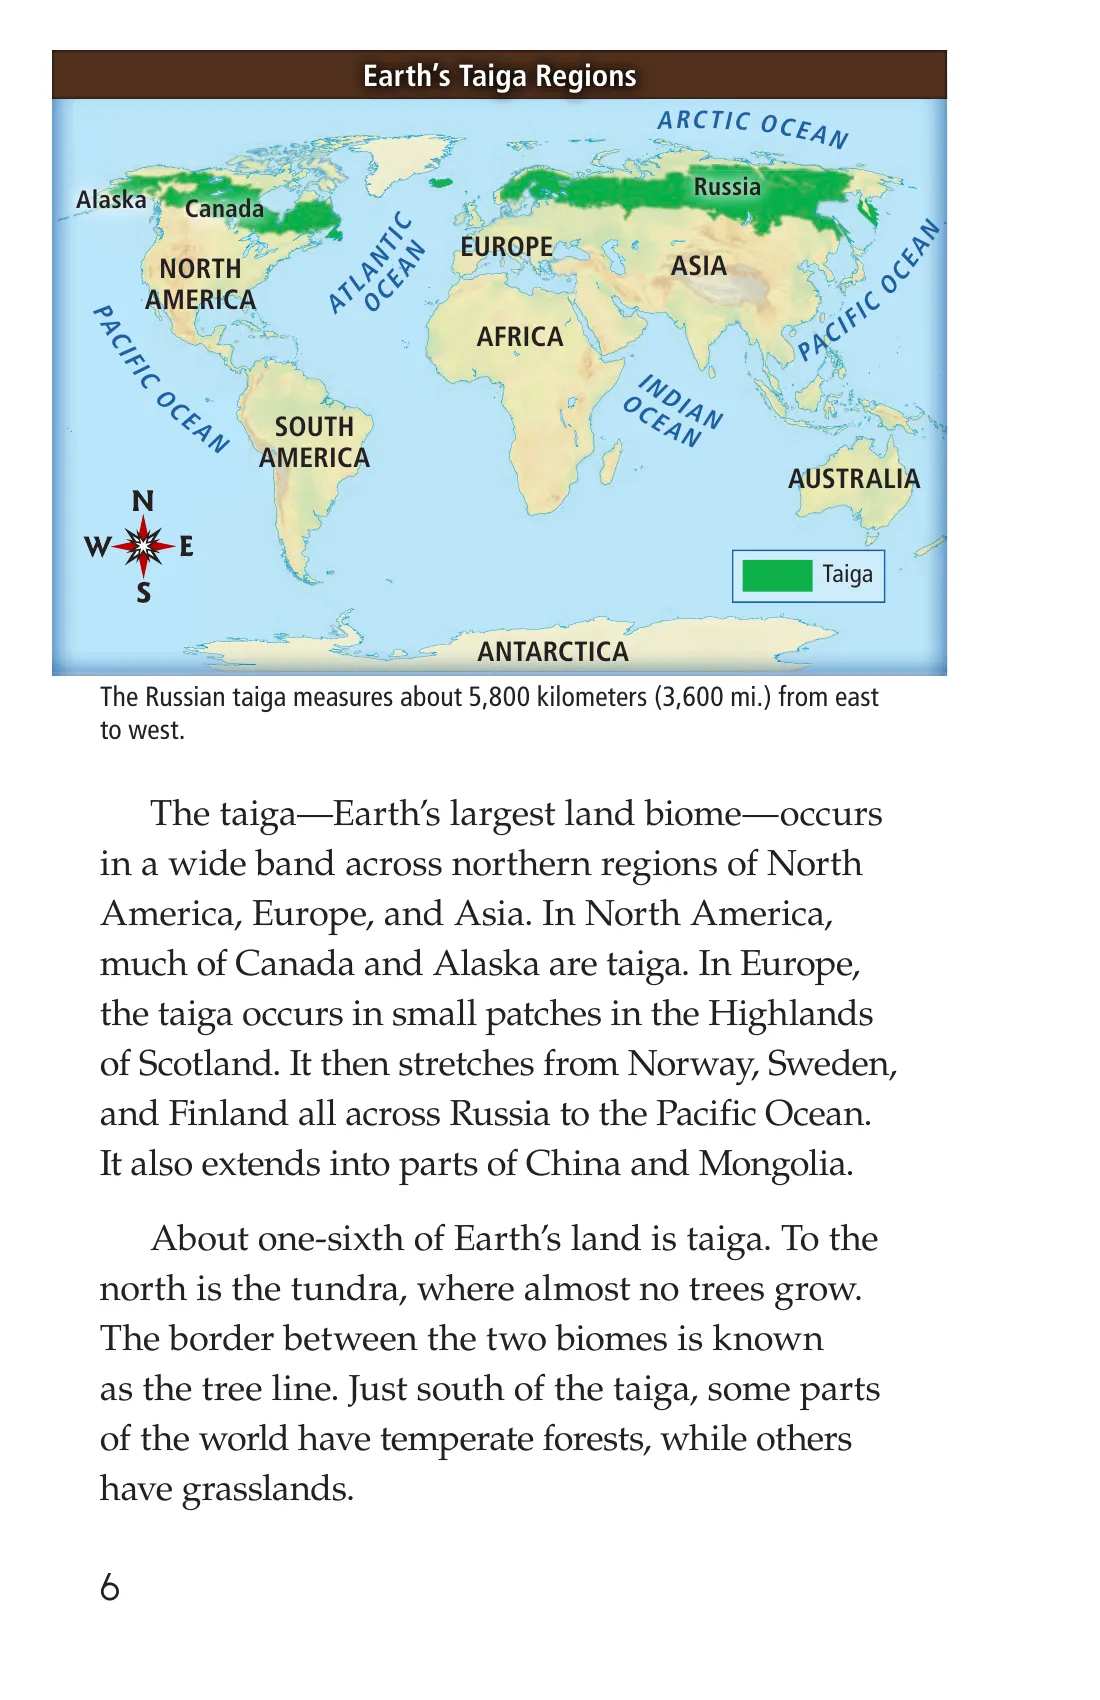 Earth's Taiga Regions
ARCTIC OCEAN
Alaska
Canada
Russia
NORTH
AMERICA
ATLANTIC
OCEAN
EUROPE
ASIA
PACIFIC OCEAN
PACIFIC OCEAN
AFRICA
INDIAN
OCEAN
SOUTH
AMERICA
AUSTRALIA
N
W
E
S
Taiga
ANTARCTICA
The Russian taiga measures about 5,800 kilometers (3,600 mi.) from east
to west.
The taiga—Earth's largest land biome—occurs
in a wide band across northern regions of North
America, Europe, and Asia. In North America,
much of Canada and Alaska are taiga. In Europe,
the taiga occurs in small patches in the Highlands
of Scotland. It then stretches from Norway, Sweden,
and Finland all across Russia to the Pacific Ocean.
It also extends into parts of China and Mongolia.
About one-sixth of Earth's land is taiga. To the
north is the tundra, where almost no trees grow.
The border between the two biomes is known
as the tree line. Just south of the taiga, some parts
of the world have temperate forests, while others
have grasslands.
6